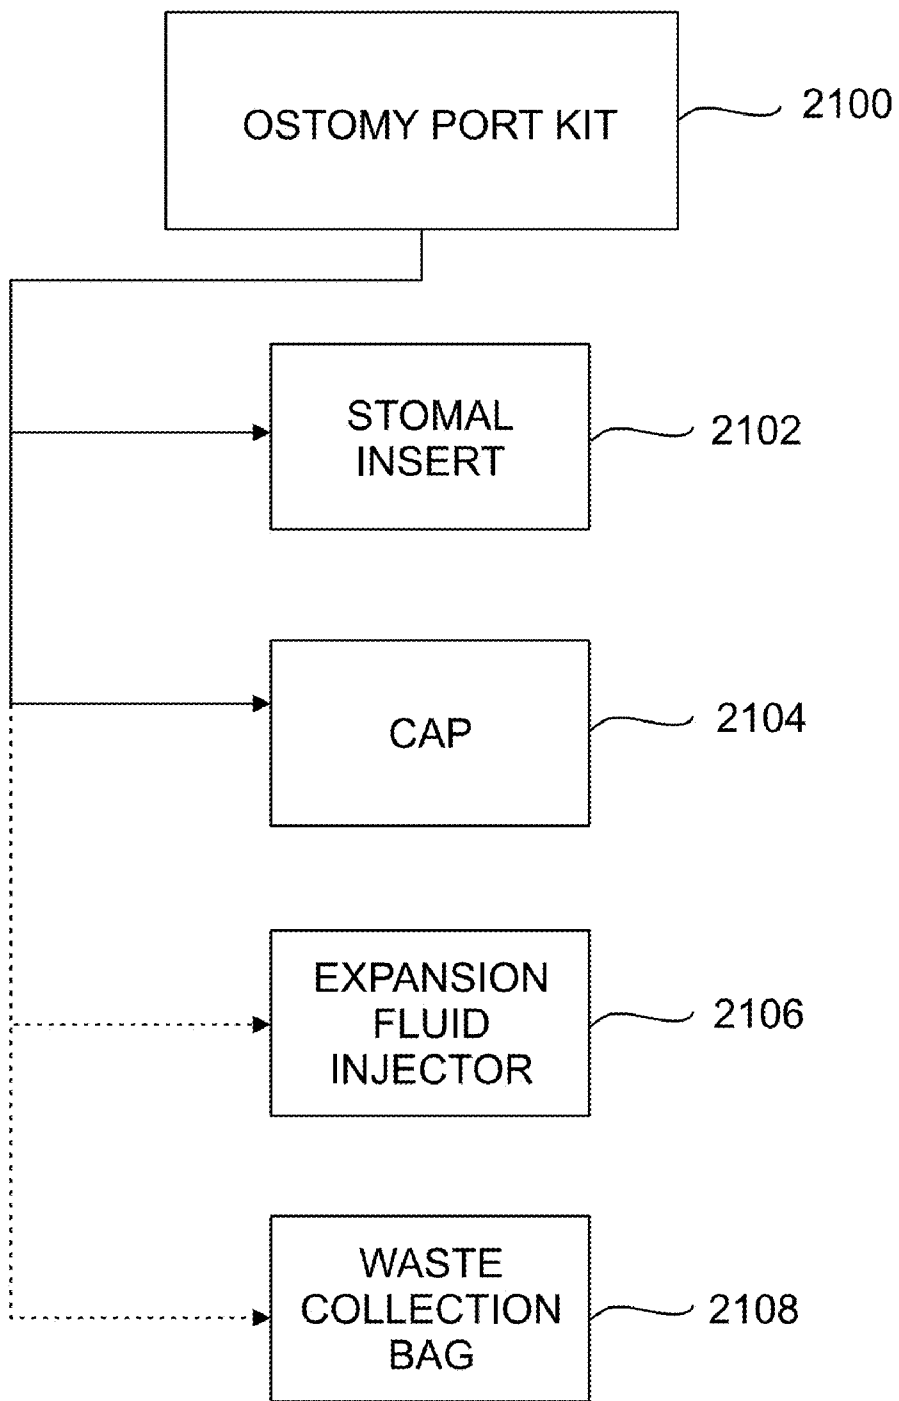 OSTOMY PORT KIT
2100
STOMAL
INSERT
2102
CAP
2104
EXPANSION
FLUID
INJECTOR
2106
WASTE
COLLECTION
BAG
2108